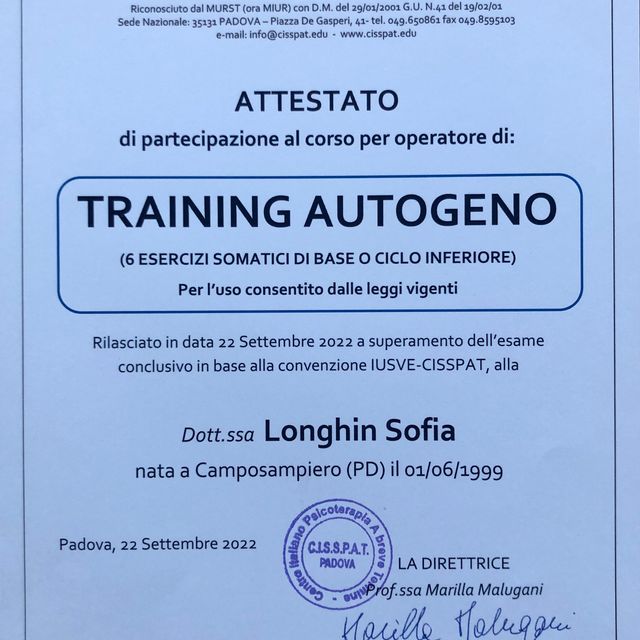 Riconosciuto dal MURST (ora MIUR) con D.M. del 29/01/2001 G.U. N.41 del 19/02/01
Sede Nazionale: 35131 PADOVA – Piazza De Gasperi, 41- tel. 049.650861 fax 049.8595103
e-mail: info@cisspat.edu - www.cisspat.edu
ATTESTATO
di partecipazione al corso per operatore di:
TRAINING AUTOGENO
(6 ESERCIZI SOMATICI DI BASE O CICLO INFERIORE)
Per l’uso consentito dalle leggi vigenti
Rilasciato in data 22 Settembre 2022 a superamento dell’esame
conclusivo in base alla convenzione IUSVE-CISSPAT, alla
Dott.ssa Longhin Sofia
nata a Camposampiero (PD) il 01/06/1999
Padova, 22 Settembre 2022
Centro Italiano Psicoterapia A breve Termine
C.I.S.S.P.A.T.
PADOVA
LA DIRETTRICE
Prof.ssa Marilla Malugani
Marilla Malugani